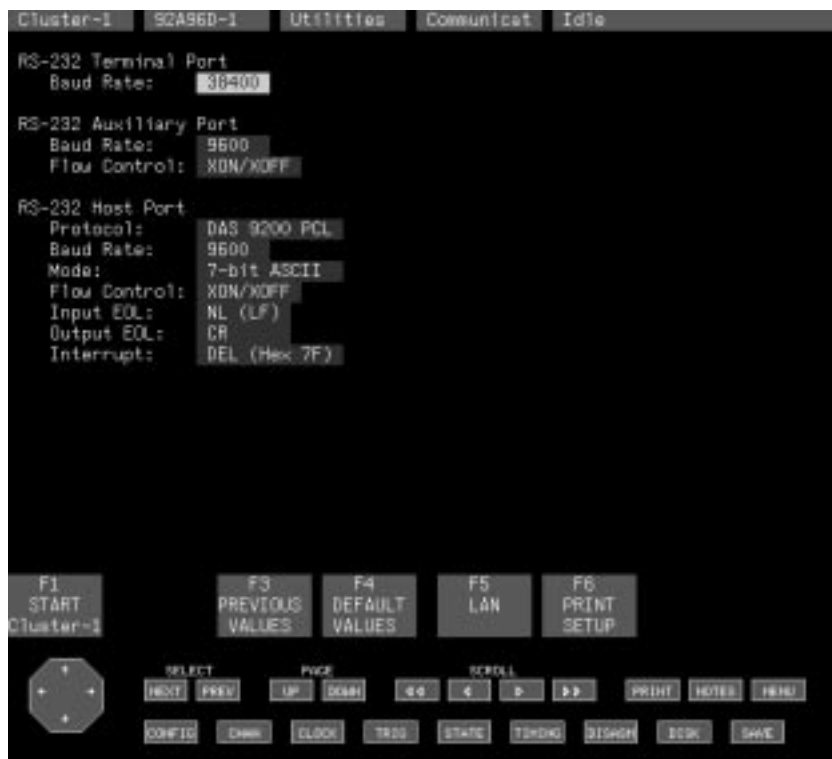 Cluster-1 92A96D-1 Utilities Communicat Idle
RS-232 Terminal Port
Baud Rate: 38400
RS-232 Auxiliary Port
Baud Rate: 9600
Flow Control: XON/XOFF
RS-232 Host Port
Protocol: DAS 9200 PCL
Baud Rate: 9600
Mode: 7-bit ASCII
Flow Control: XON/XOFF
Input EOL: NL (LF)
Output EOL: CR
Interrupt: DEL (Hex 7F)
F1 F3 F4 F5 F6
START PREVIOUS DEFAULT LAN PRINT
Cluster-1 VALUES VALUES SETUP
SELECT PAGE SCROLL
NEXT PREV UP DOWN << < > >> PRINT NOTES MENU
CONFIG CHAN CLOCK TRIG STATE TIMING DISASM DISK SAVE